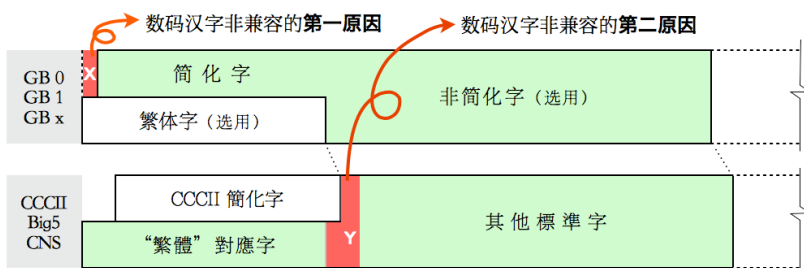 数码汉字非兼容的第一原因
数码汉字非兼容的第二原因
GB 0
GB 1
GB x
X
简化字
繁体字（选用）
非简化字（选用）
CCCII
Big5
CNS
CCCII 簡化字
“繁體”對應字
Y
其他標準字